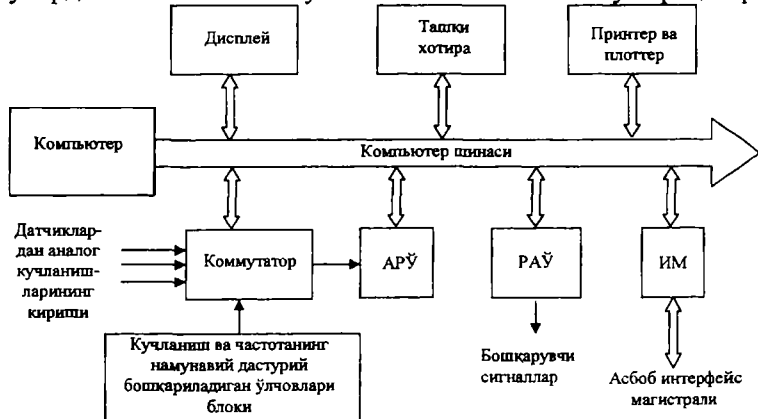 Дисплей
Ташқи
хотира
Принтер ва
плоттер
Компьютер
Компьютер шинаси
Датчиклар-
дан аналог
кучланиш-
ларининг
кириши
Коммутатор
АРЎ
РАЎ
ИМ
Кучланиш ва частотанинг
намунавий дастурий
бошқариладиган ўлчовлари
блоки
Бошқарувчи
сигналлар
Асбоб интерфейс
магистрали